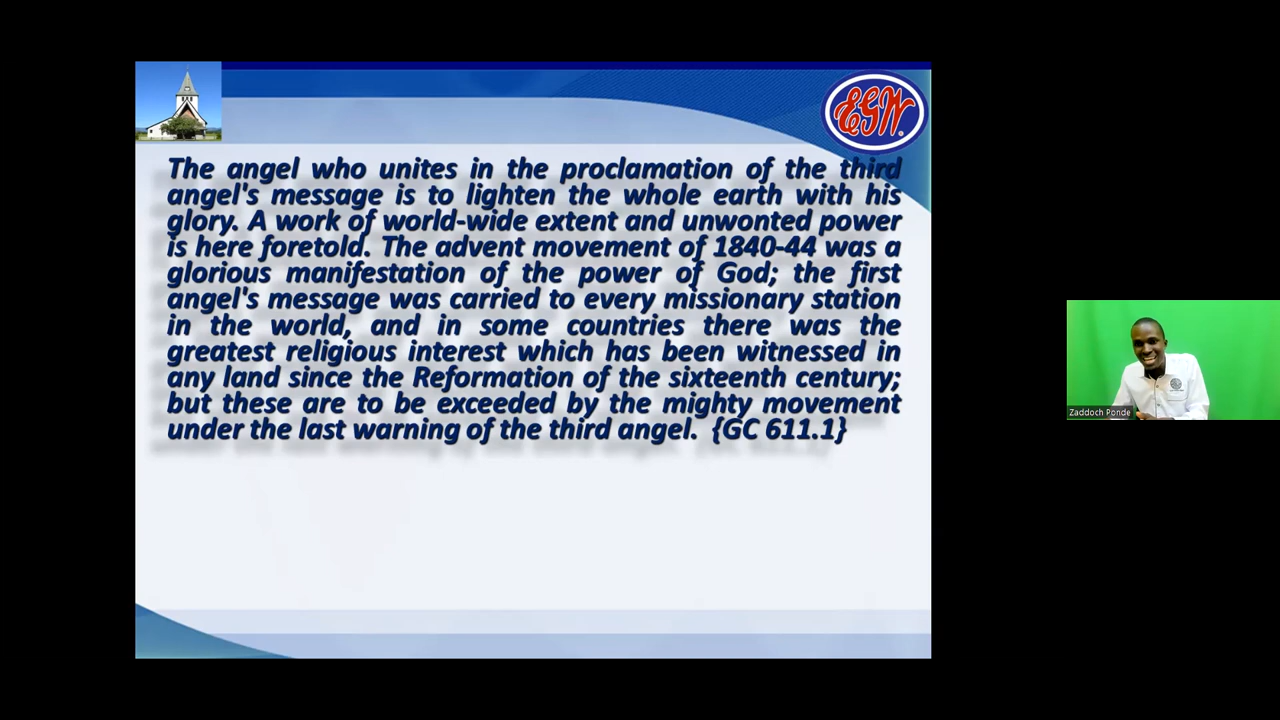 EGW.
The angel who unites in the proclamation of the third
angel's message is to lighten the whole earth with his
glory. A work of world-wide extent and unwonted power
is here foretold. The advent movement of 1840-44 was a
glorious manifestation of the power of God; the first
angel's message was carried to every missionary station
in the world, and in some countries there was the
greatest religious interest which has been witnessed in
any land since the Reformation of the sixteenth century;
but these are to be exceeded by the mighty movement
under the last warning of the third angel. {GC 611.1}
Zaddoch Ponde